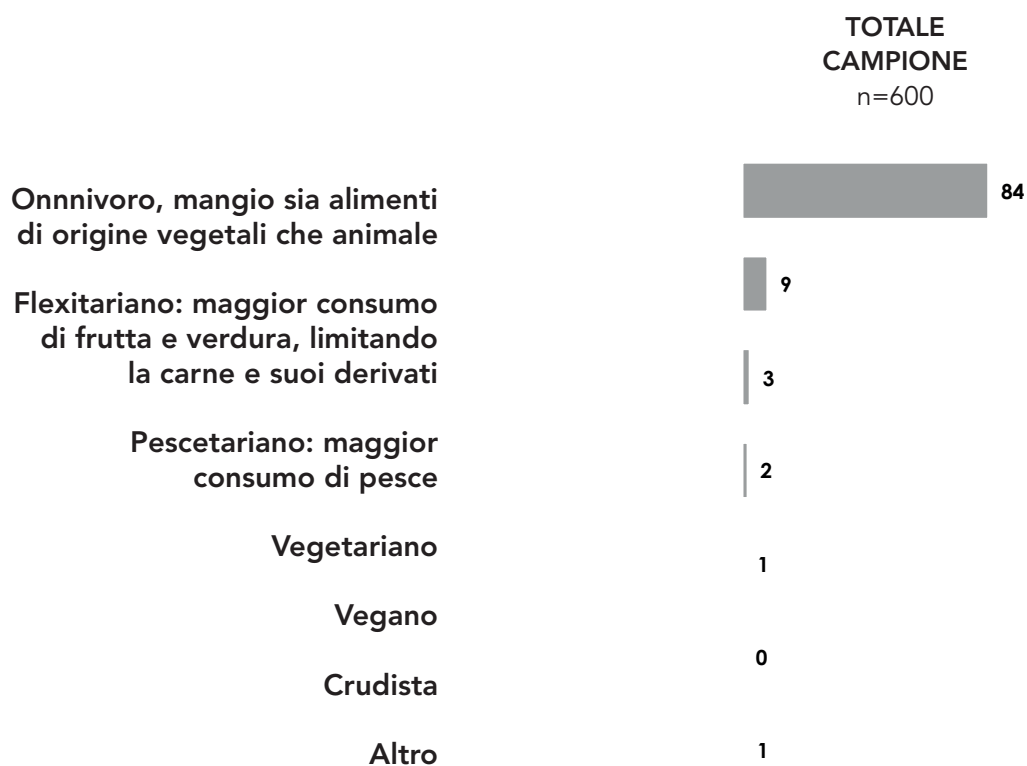 TOTALE
CAMPIONE
n=600
Onnnivoro, mangio sia alimenti
di origine vegetali che animale
84
Flexitariano: maggior consumo
di frutta e verdura, limitando
la carne e suoi derivati
9
Pescetariano: maggior
consumo di pesce
3
Vegetariano
2
Vegano
1
Crudista
0
Altro
1